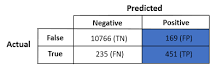 Predicted
Negative Positive
Actual
False 10766 (TN) 169 (FP)
True 235 (FN) 451 (TP)